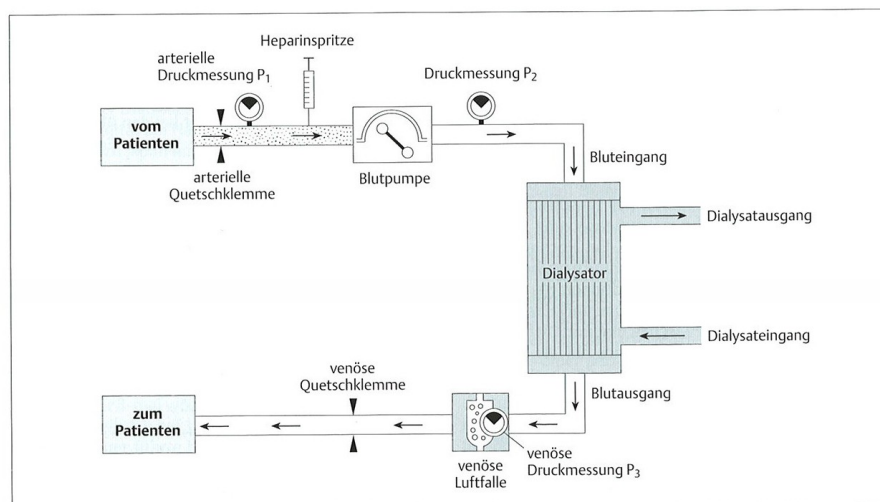 Heparinspritze
arterielle
Druckmessung P₁
Druckmessung P₂
vom
Patienten
arterielle
Quetschklemme
Blutpumpe
Bluteingang
Dialysatausgang
Dialysator
Dialysateingang
Blutausgang
venöse
Quetschklemme
zum
Patienten
venöse
Luftfalle
venöse
Druckmessung P₃